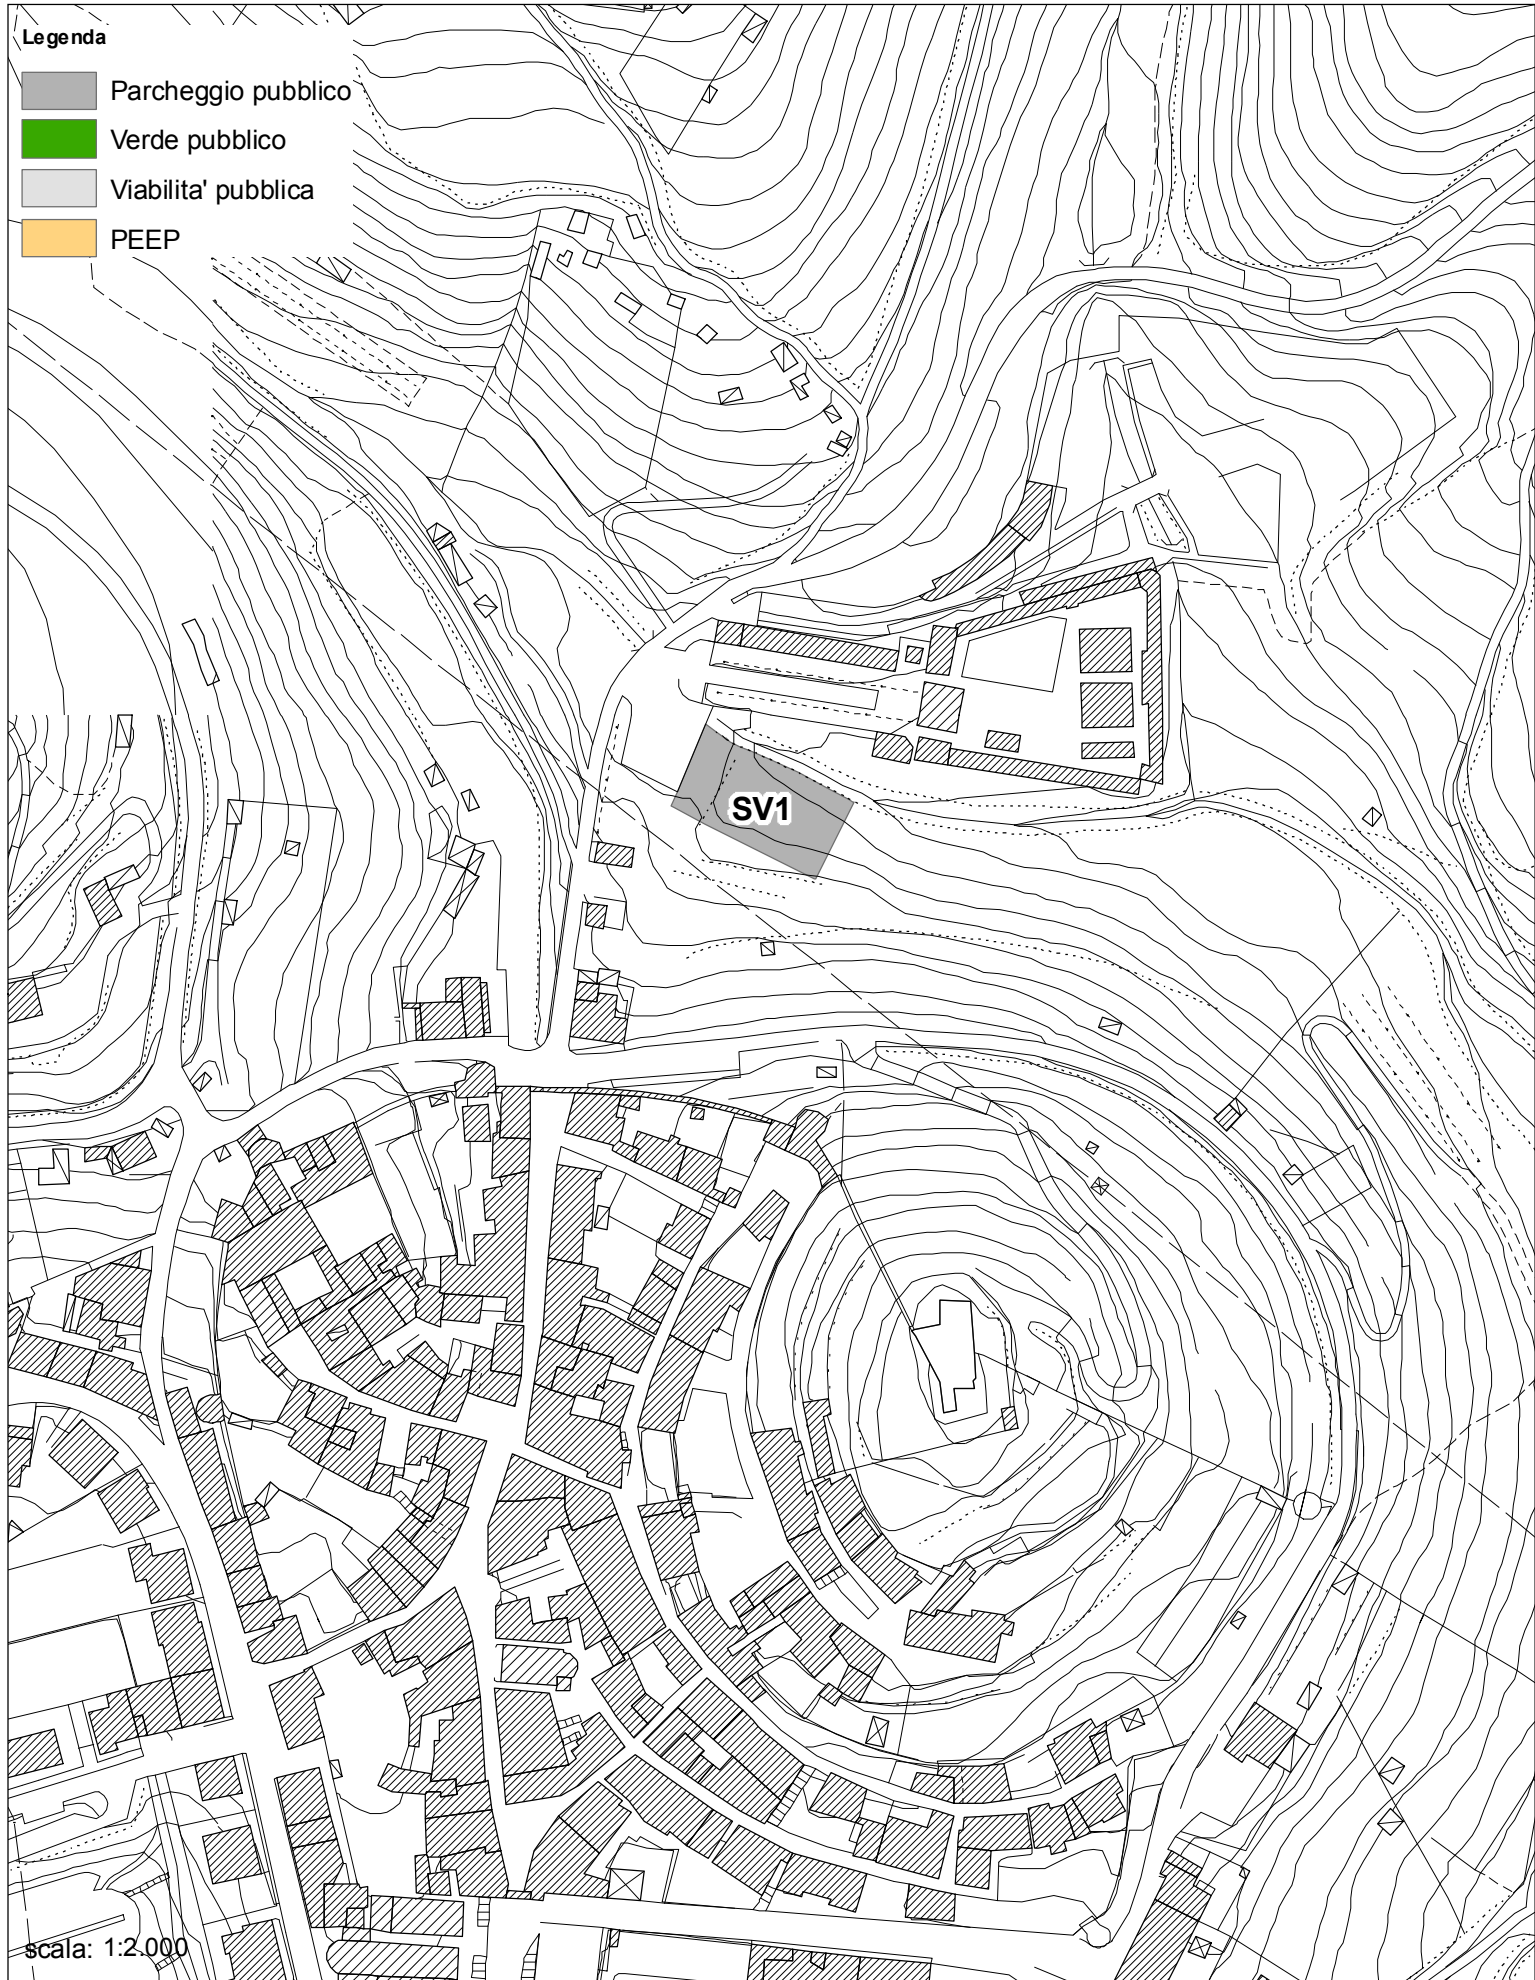 Legenda
Parcheggio pubblico
Verde pubblico
Viabilita' pubblica
PEEP
SV1
scala: 1:2.000